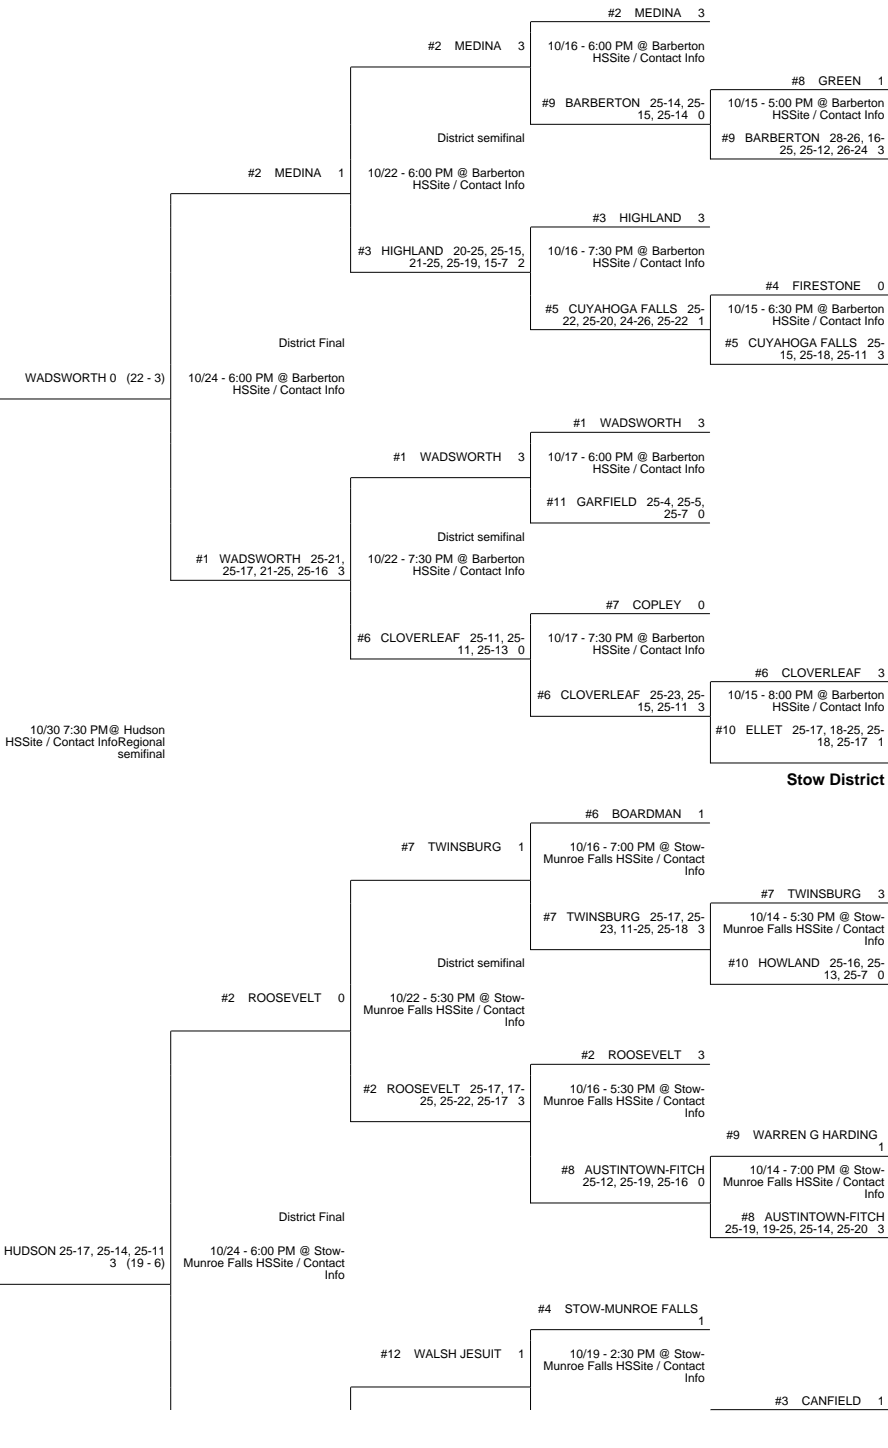 #2 MEDINA 3
#2 MEDINA 3
10/16 - 6:00 PM @ Barberton
HSSite / Contact Info
#8 GREEN 1
#9 BARBERTON 25-14, 25-
15, 25-14 0
10/15 - 5:00 PM @ Barberton
HSSite / Contact Info
District semifinal
#9 BARBERTON 28-26, 16-
25, 25-12, 26-24 3
#2 MEDINA 1
10/22 - 6:00 PM @ Barberton
HSSite / Contact Info
#3 HIGHLAND 3
#3 HIGHLAND 20-25, 25-15,
21-25, 25-19, 15-7 2
10/16 - 7:30 PM @ Barberton
HSSite / Contact Info
#4 FIRESTONE 0
#5 CUYAHOGA FALLS 25-
22, 25-20, 24-26, 25-22 1
10/15 - 6:30 PM @ Barberton
HSSite / Contact Info
District Final
#5 CUYAHOGA FALLS 25-
15, 25-18, 25-11 3
WADSWORTH 0 (22 - 3)
10/24 - 6:00 PM @ Barberton
HSSite / Contact Info
#1 WADSWORTH 3
#1 WADSWORTH 3
10/17 - 6:00 PM @ Barberton
HSSite / Contact Info
#11 GARFIELD 25-4, 25-5,
25-7 0
District semifinal
#1 WADSWORTH 25-21,
25-17, 21-25, 25-16 3
10/22 - 7:30 PM @ Barberton
HSSite / Contact Info
#7 COPLEY 0
#6 CLOVERLEAF 25-11, 25-
11, 25-13 0
10/17 - 7:30 PM @ Barberton
HSSite / Contact Info
#6 CLOVERLEAF 3
#6 CLOVERLEAF 25-23, 25-
15, 25-11 3
10/15 - 8:00 PM @ Barberton
HSSite / Contact Info
10/30 7:30 PM@ Hudson
HSSite / Contact InfoRegional
semifinal
#10 ELLET 25-17, 18-25, 25-
18, 25-17 1
Stow District
#6 BOARDMAN 1
#7 TWINSBURG 1
10/16 - 7:00 PM @ Stow-
Munroe Falls HSSite / Contact
Info
#7 TWINSBURG 3
#7 TWINSBURG 25-17, 25-
23, 11-25, 25-18 3
10/14 - 5:30 PM @ Stow-
Munroe Falls HSSite / Contact
Info
District semifinal
#10 HOWLAND 25-16, 25-
13, 25-7 0
#2 ROOSEVELT 0
10/22 - 5:30 PM @ Stow-
Munroe Falls HSSite / Contact
Info
#2 ROOSEVELT 3
#2 ROOSEVELT 25-17, 17-
25, 25-22, 25-17 3
10/16 - 5:30 PM @ Stow-
Munroe Falls HSSite / Contact
Info
#9 WARREN G HARDING
1
#8 AUSTINTOWN-FITCH
25-12, 25-19, 25-16 0
10/14 - 7:00 PM @ Stow-
Munroe Falls HSSite / Contact
Info
District Final
#8 AUSTINTOWN-FITCH
25-19, 19-25, 25-14, 25-20 3
HUDSON 25-17, 25-14, 25-11
3 (19 - 6)
10/24 - 6:00 PM @ Stow-
Munroe Falls HSSite / Contact
Info
#4 STOW-MUNROE FALLS
1
#12 WALSH JESUIT 1
10/19 - 2:30 PM @ Stow-
Munroe Falls HSSite / Contact
Info
#3 CANFIELD 1